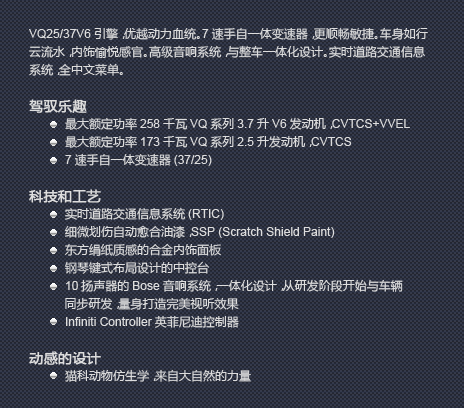 VQ25/37V6 引擎 ,优越动力血统。7 速手自一体变速器 ,更顺畅敏捷。车身如行
云流水 ,内饰愉悦感官。高级音响系统 ,与整车一体化设计。实时道路交通信息
系统 ,全中文菜单。
驾驭乐趣
最大额定功率 258 千瓦 VQ 系列 3.7 升 V6 发动机 ,CVTCS+VVEL
最大额定功率 173 千瓦 VQ 系列 2.5 升发动机 ,CVTCS
7 速手自一体变速器 (37/25)
科技和工艺
实时道路交通信息系统 (RTIC)
细微划伤自动愈合油漆 ,SSP (Scratch Shield Paint)
东方绢纸质感的合金内饰面板
钢琴键式布局设计的中控台
10 扬声器的 Bose 音响系统 ,一体化设计 ,从研发阶段开始与车辆
同步研发 ,量身打造完美视听效果
Infiniti Controller 英菲尼迪控制器
动感的设计
猫科动物仿生学 ,来自大自然的力量